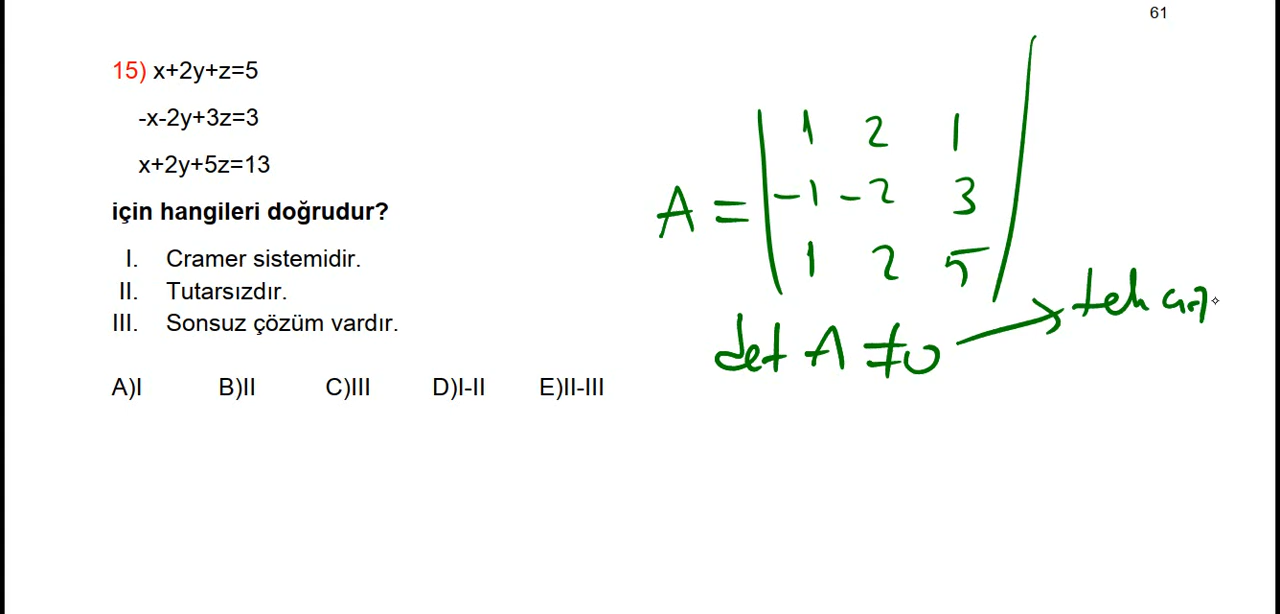 61
15) x+2y+z=5
-x-2y+3z=3
x+2y+5z=13
için hangileri doğrudur?
I. Cramer sistemidir.
II. Tutarsızdır.
III. Sonsuz çözüm vardır.
A)I B)II C)III D)I-II E)II-III
1 2 1
A = -1 -2 3
1 2 5
det A ≠ 0 → tek